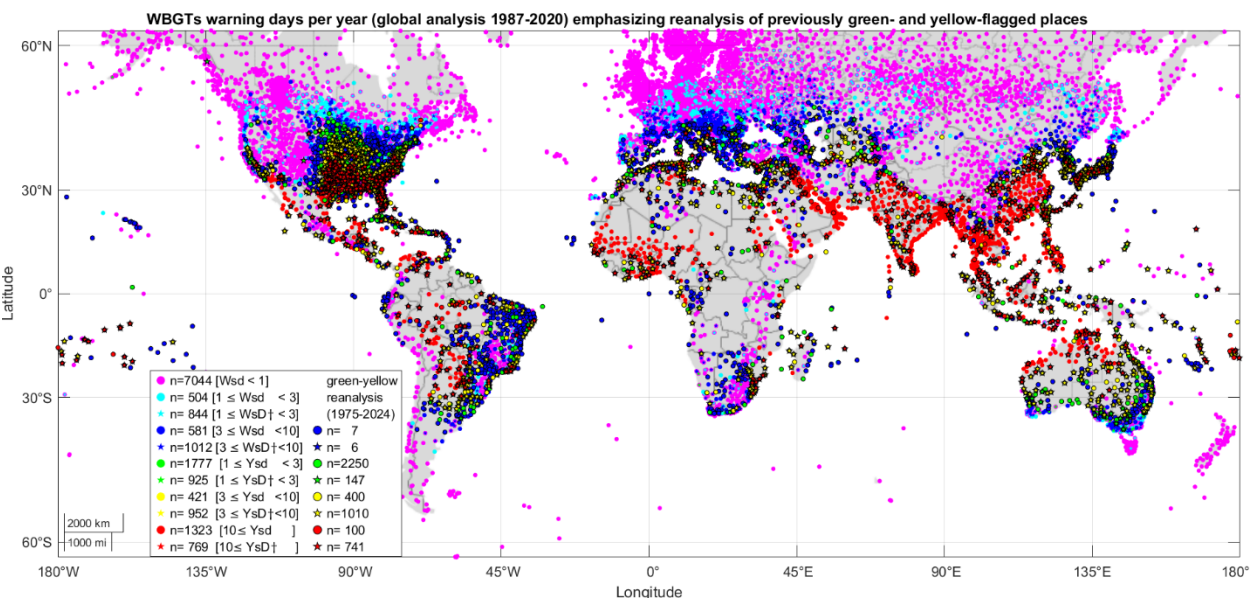 WBGTs warning days per year (global analysis 1987-2020) emphasizing reanalysis of previously green- and yellow-flagged places
60°N
30°N
0°
30°S
60°S
Latitude
n=7044 [Wsd < 1]
n= 504 [1 ≤ Wsd < 3]
n= 844 [1 ≤ WsD† < 3]
n= 581 [3 ≤ Wsd <10]
n=1012 [3 ≤ WsD†<10]
n=1777 [1 ≤ Ysd < 3]
n= 925 [1 ≤ YsD† < 3]
n= 421 [3 ≤ Ysd <10]
n= 952 [3 ≤ YsD†<10]
n=1323 [10≤ Ysd ]
n= 769 [10≤ YsD† ]
green-yellow
reanalysis
(1975-2024)
n= 7
n= 6
n=2250
n= 147
n= 400
n=1010
n= 100
n= 741
2000 km
1000 mi
180°W 135°W 90°W 45°W 0° 45°E 90°E 135°E 180°
Longitude